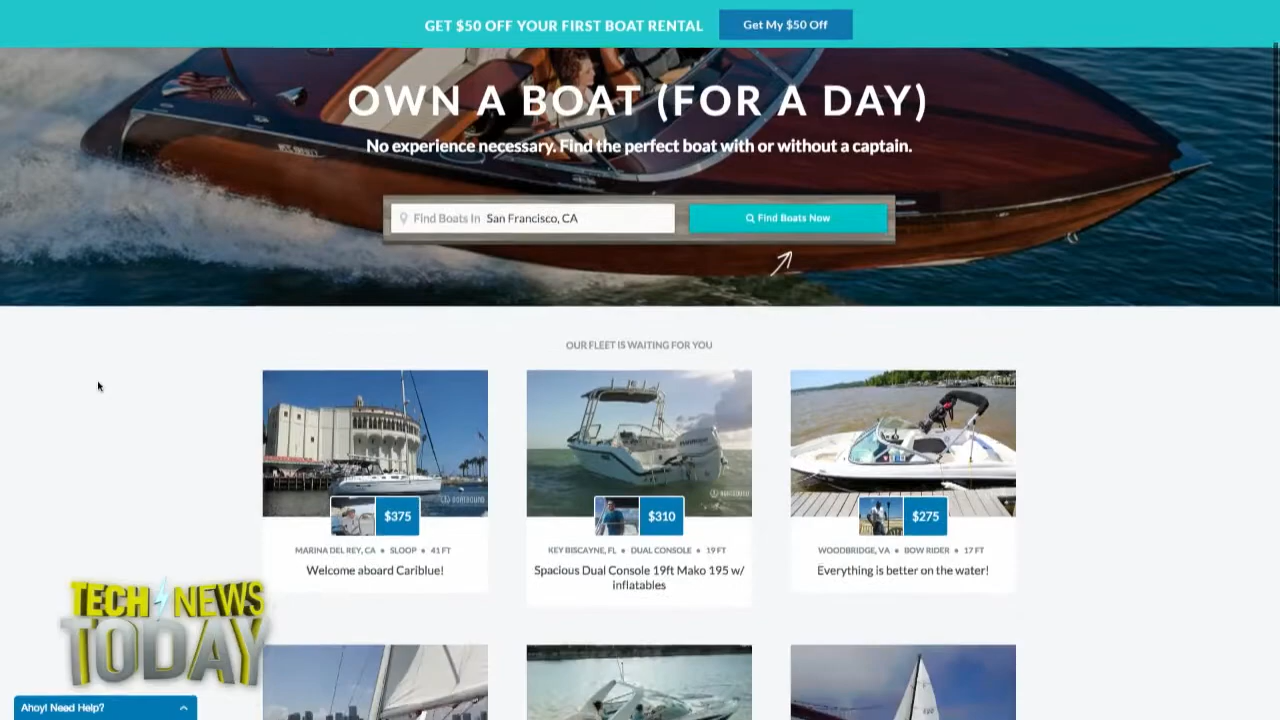 GET $50 OFF YOUR FIRST BOAT RENTAL
Get My $50 Off
OWN A BOAT (FOR A DAY)
No experience necessary. Find the perfect boat with or without a captain.
Find Boats In San Francisco, CA
Find Boats Now
OUR FLEET IS WAITING FOR YOU
BOATBOUND
BOATBOUND
$375
$310
$275
MARINA DEL REY, CA • SLOOP • 41 FT
KEY BISCAYNE, FL • DUAL CONSOLE • 19 FT
WOODBRIDGE, VA • BOW RIDER • 17 FT
Welcome aboard Cariblue!
Spacious Dual Console 19ft Mako 195 w/
inflatables
Everything is better on the water!
TECH NEWS
TODAY
Ahoy! Need Help?